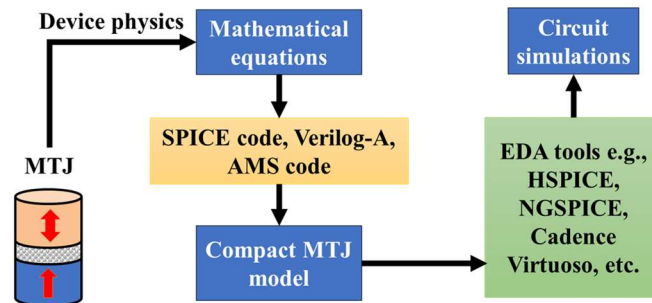 Device physics
Mathematical
equations
Circuit
simulations
SPICE code, Verilog-A,
AMS code
EDA tools e.g.,
HSPICE,
NGSPICE,
Cadence
Virtuoso, etc.
MTJ
Compact MTJ
model